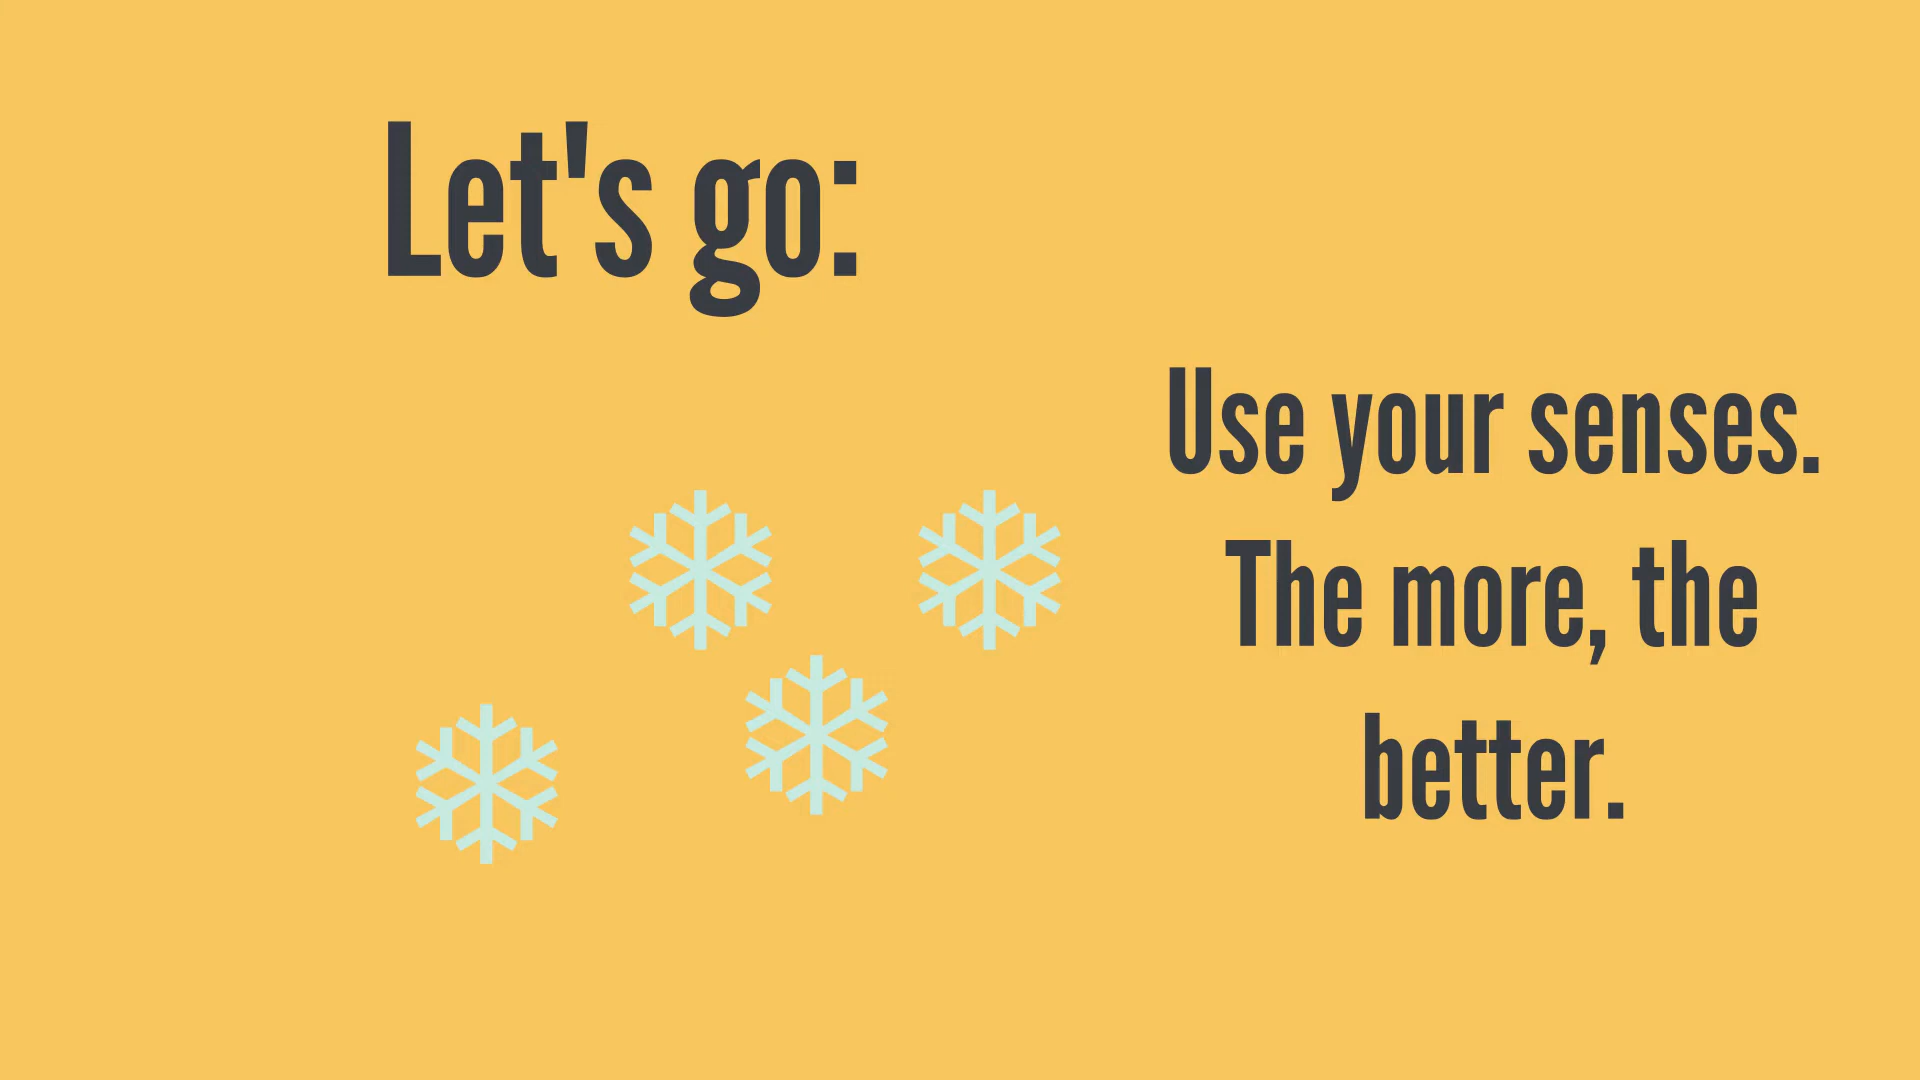 Let's go:
Use your senses.
The more, the
better.